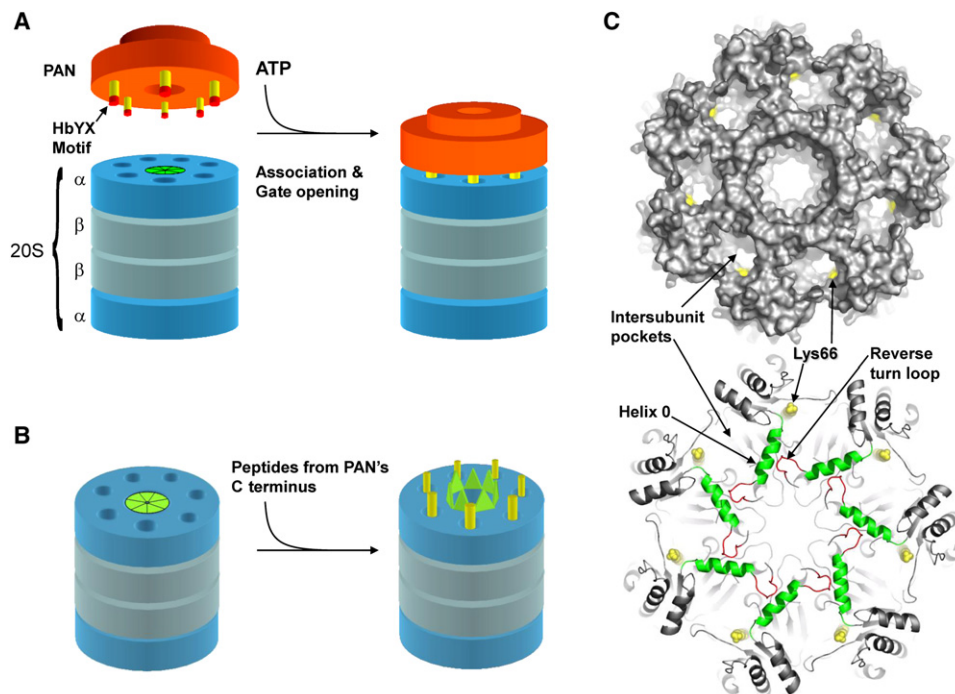 A
PAN
HbYX
Motif
ATP
Association &
Gate opening
20S
α
β
β
α
B
Peptides from PAN's
C terminus
C
Intersubunit
pockets
Lys66
Reverse
turn loop
Helix 0